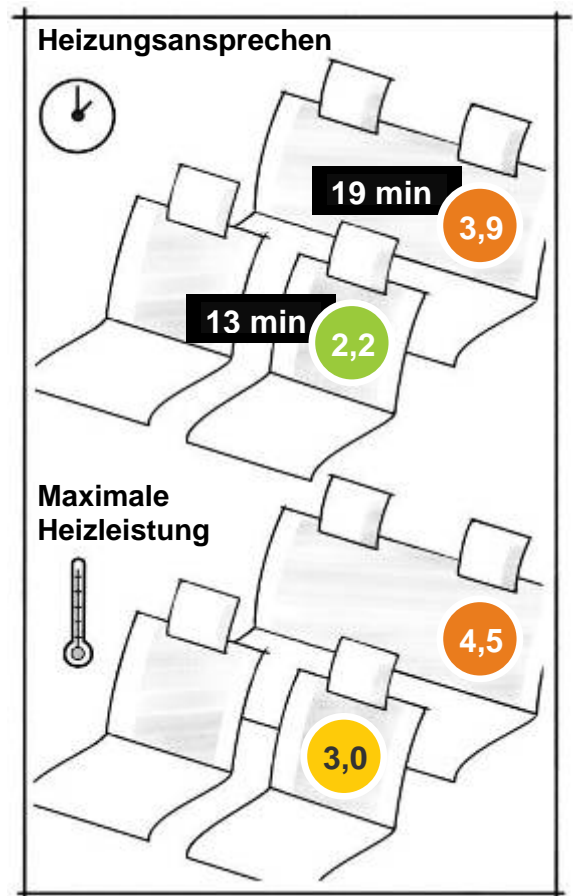 Heizungsansprechen
19 min
3,9
13 min
2,2
Maximale
Heizleistung
4,5
3,0